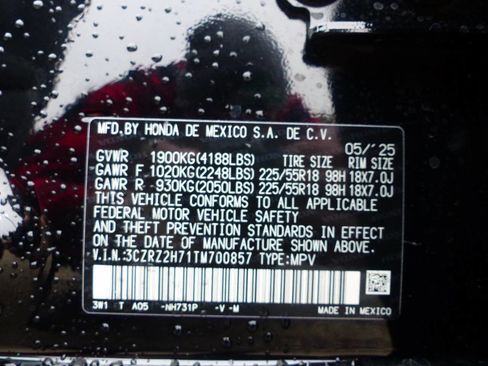 MFD. BY HONDA DE MEXICO S.A. DE C.V.
05/'25
GVWR 1900KG(4188LBS) TIRE SIZE RIM SIZE
GAWR F 1020KG(2248LBS) 225/55R18 98H 18X7.0J
GAWR R 930KG(2050LBS) 225/55R18 98H 18X7.0J
THIS VEHICLE CONFORMS TO ALL APPLICABLE
FEDERAL MOTOR VEHICLE SAFETY
AND THEFT PREVENTION STANDARDS IN EFFECT
ON THE DATE OF MANUFACTURE SHOWN ABOVE.
V.I.N.:3CZRZ2H71TM700857 TYPE:MPV
3W1 T A05 -NH731P -V -M MADE IN MEXICO